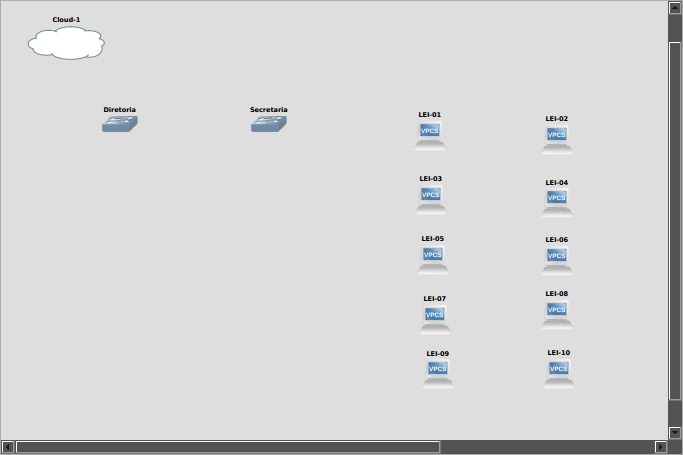 Cloud-1
Diretoria
Secretaria
LEI-01
VPCS
LEI-02
VPCS
LEI-03
VPCS
LEI-04
VPCS
LEI-05
VPCS
LEI-06
VPCS
LEI-07
VPCS
LEI-08
VPCS
LEI-09
VPCS
LEI-10
VPCS